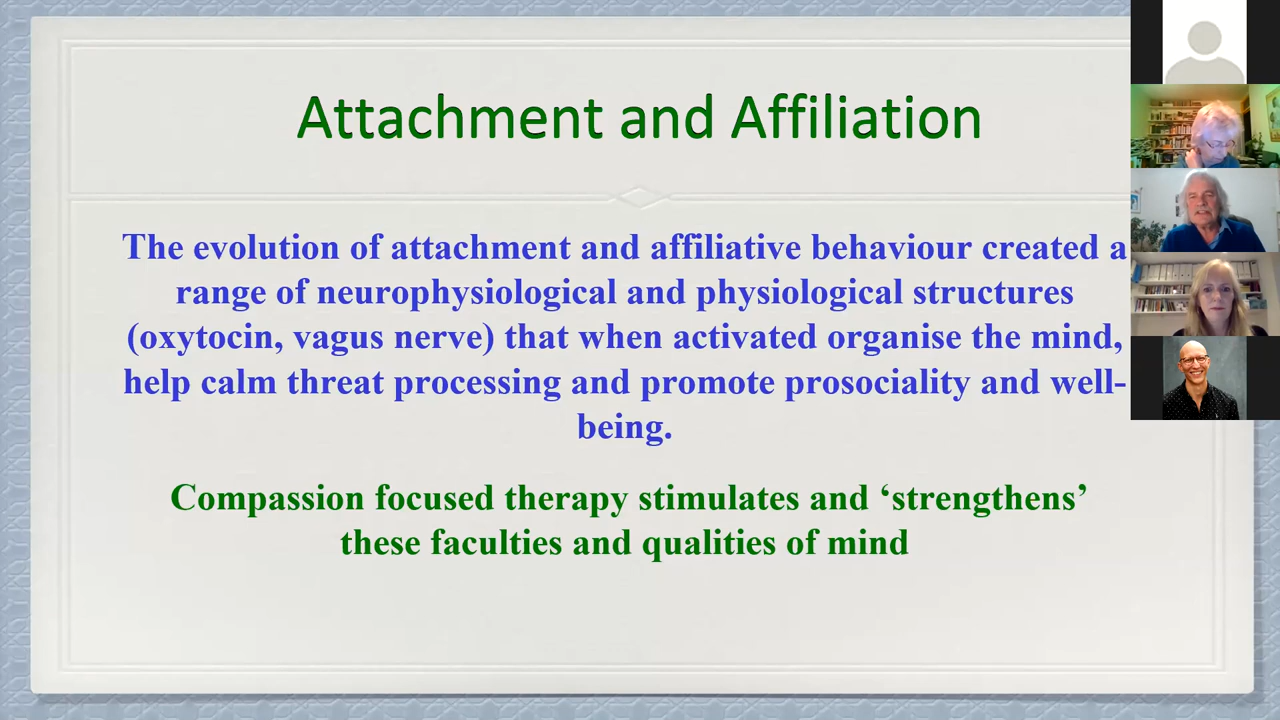 Attachment and Affiliation
The evolution of attachment and affiliative behaviour created a
range of neurophysiological and physiological structures
(oxytocin, vagus nerve) that when activated organise the mind,
help calm threat processing and promote prosociality and well-
being.
Compassion focused therapy stimulates and ‘strengthens’
these faculties and qualities of mind